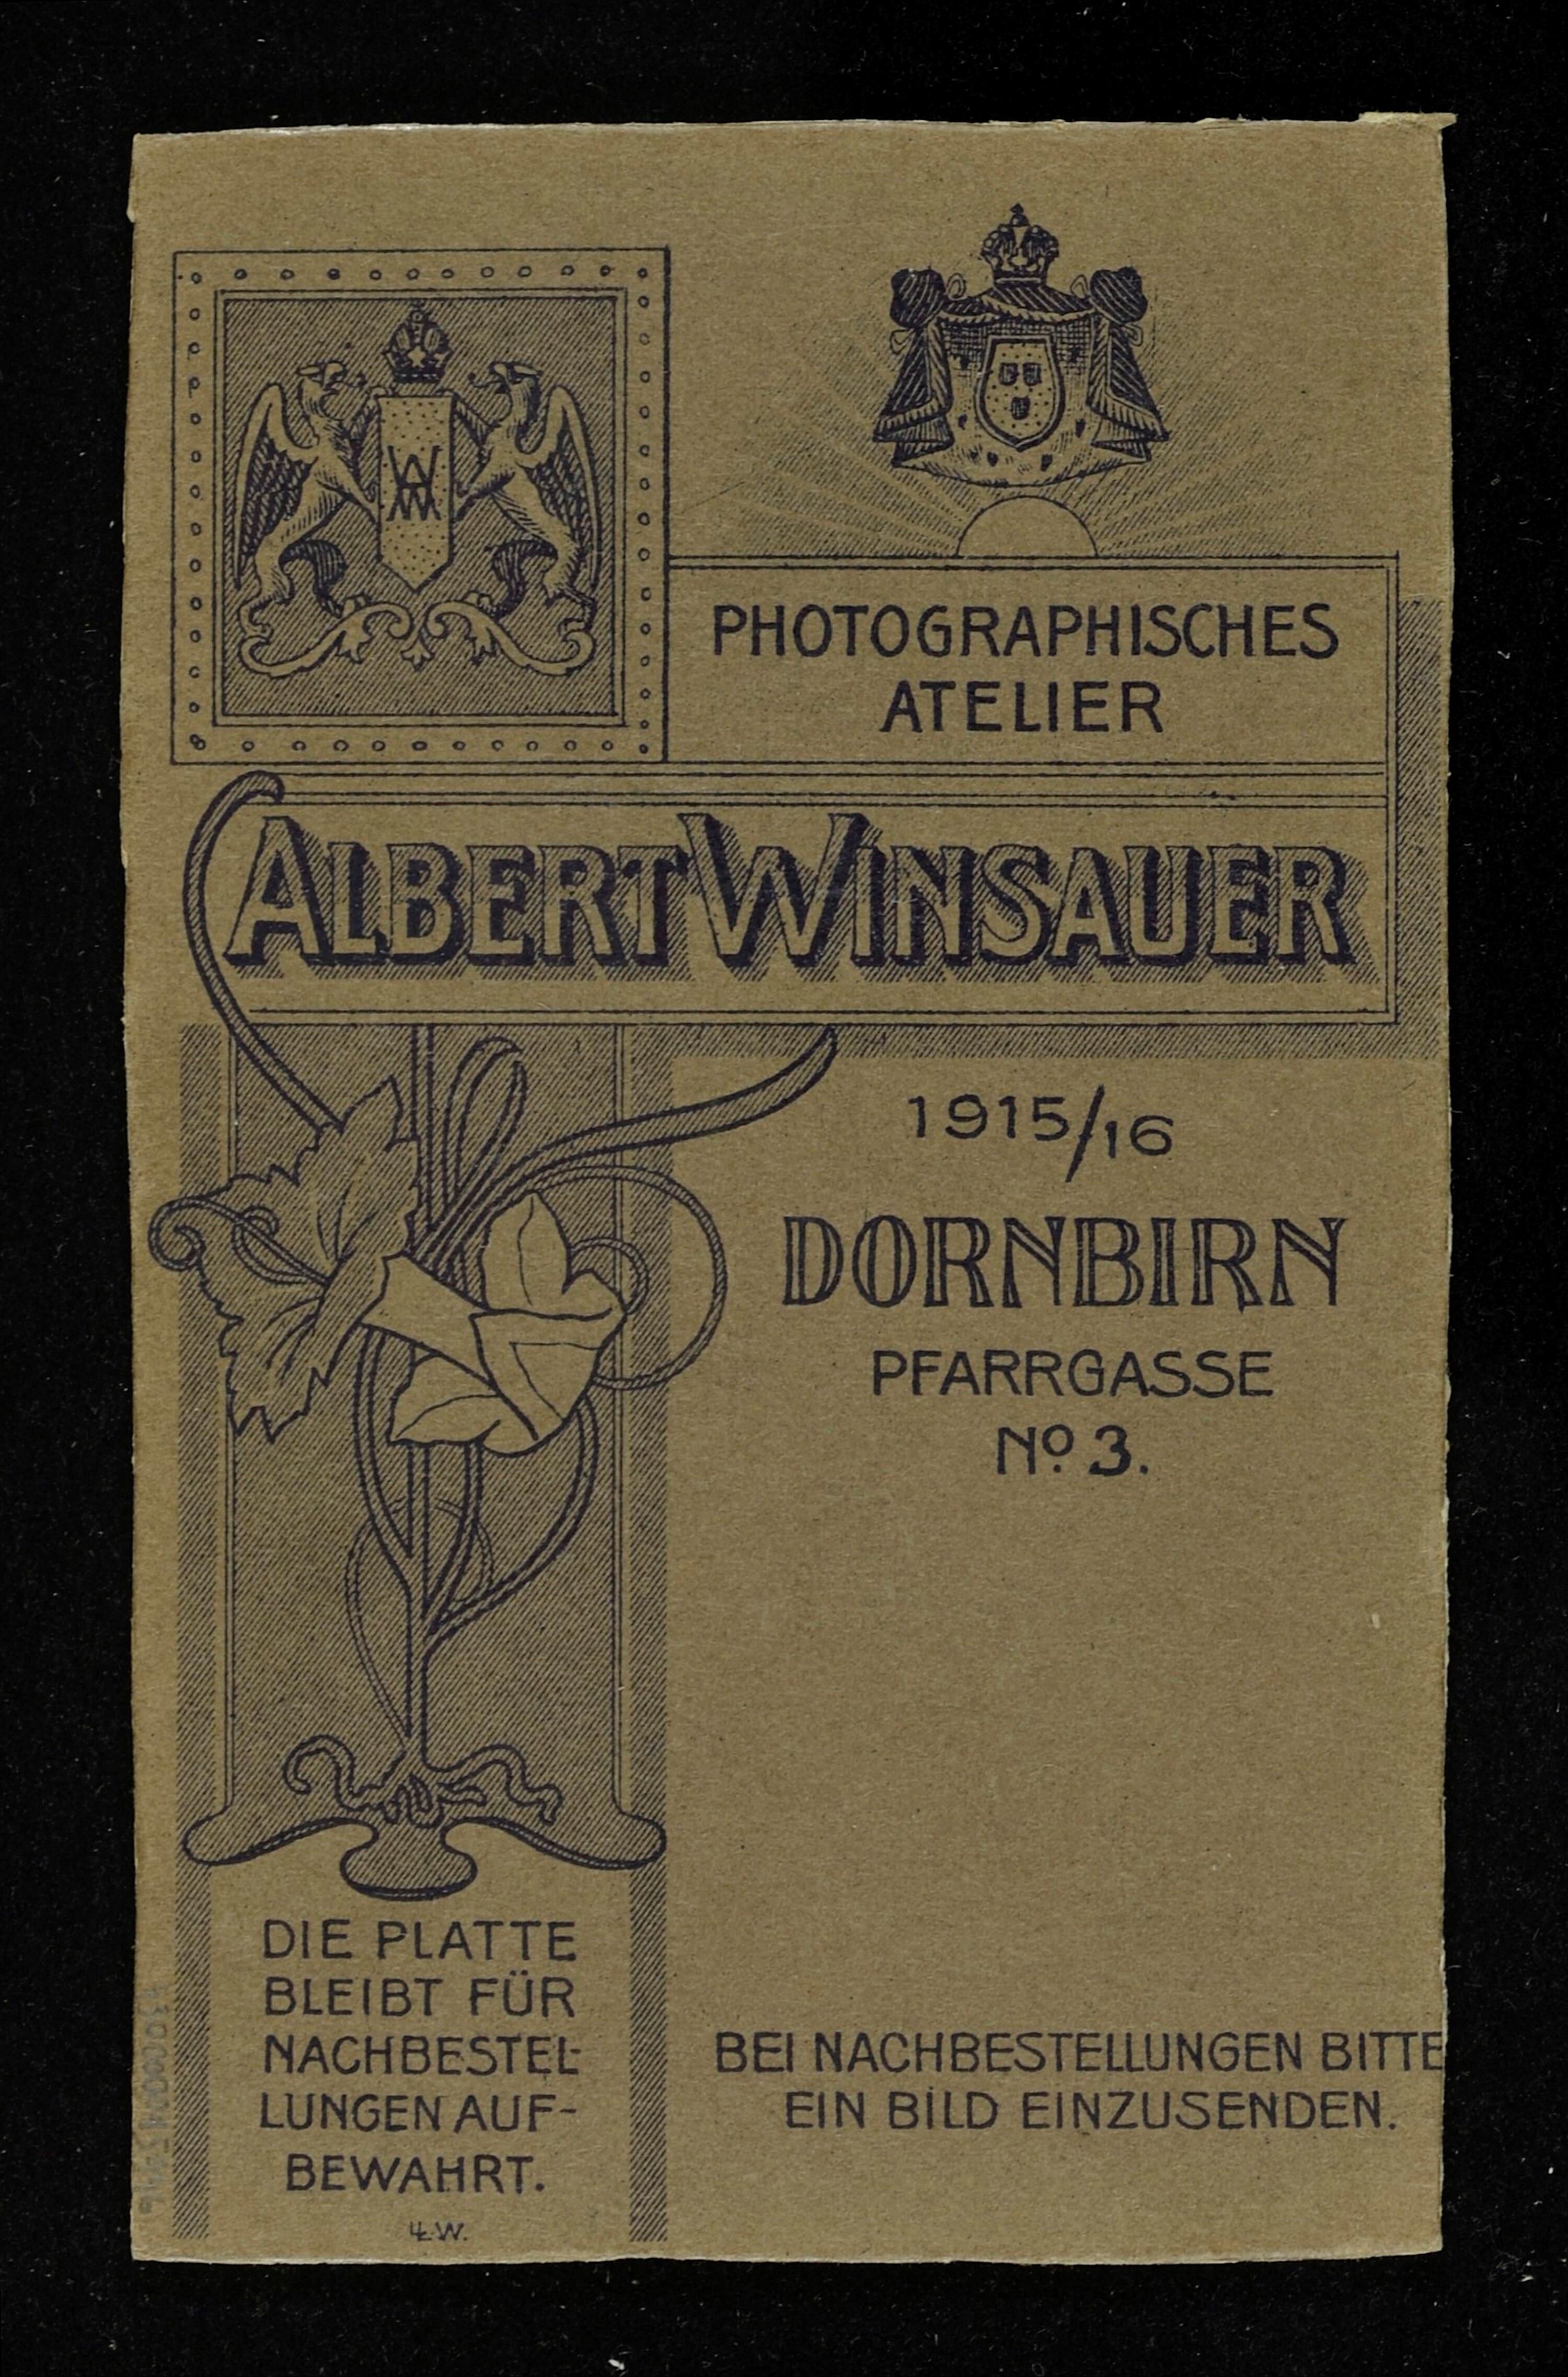 PHOTOGRAPHISCHES
ATELIER
ALBERT WINSAUER
1915/16
DORNBIRN
PFARRGASSE
No. 3.
DIE PLATTE
BLEIBT FÜR
NACHBESTEL-
LUNGEN AUF-
BEWAHRT.
BEI NACHBESTELLUNGEN BITTE
EIN BILD EINZUSENDEN.